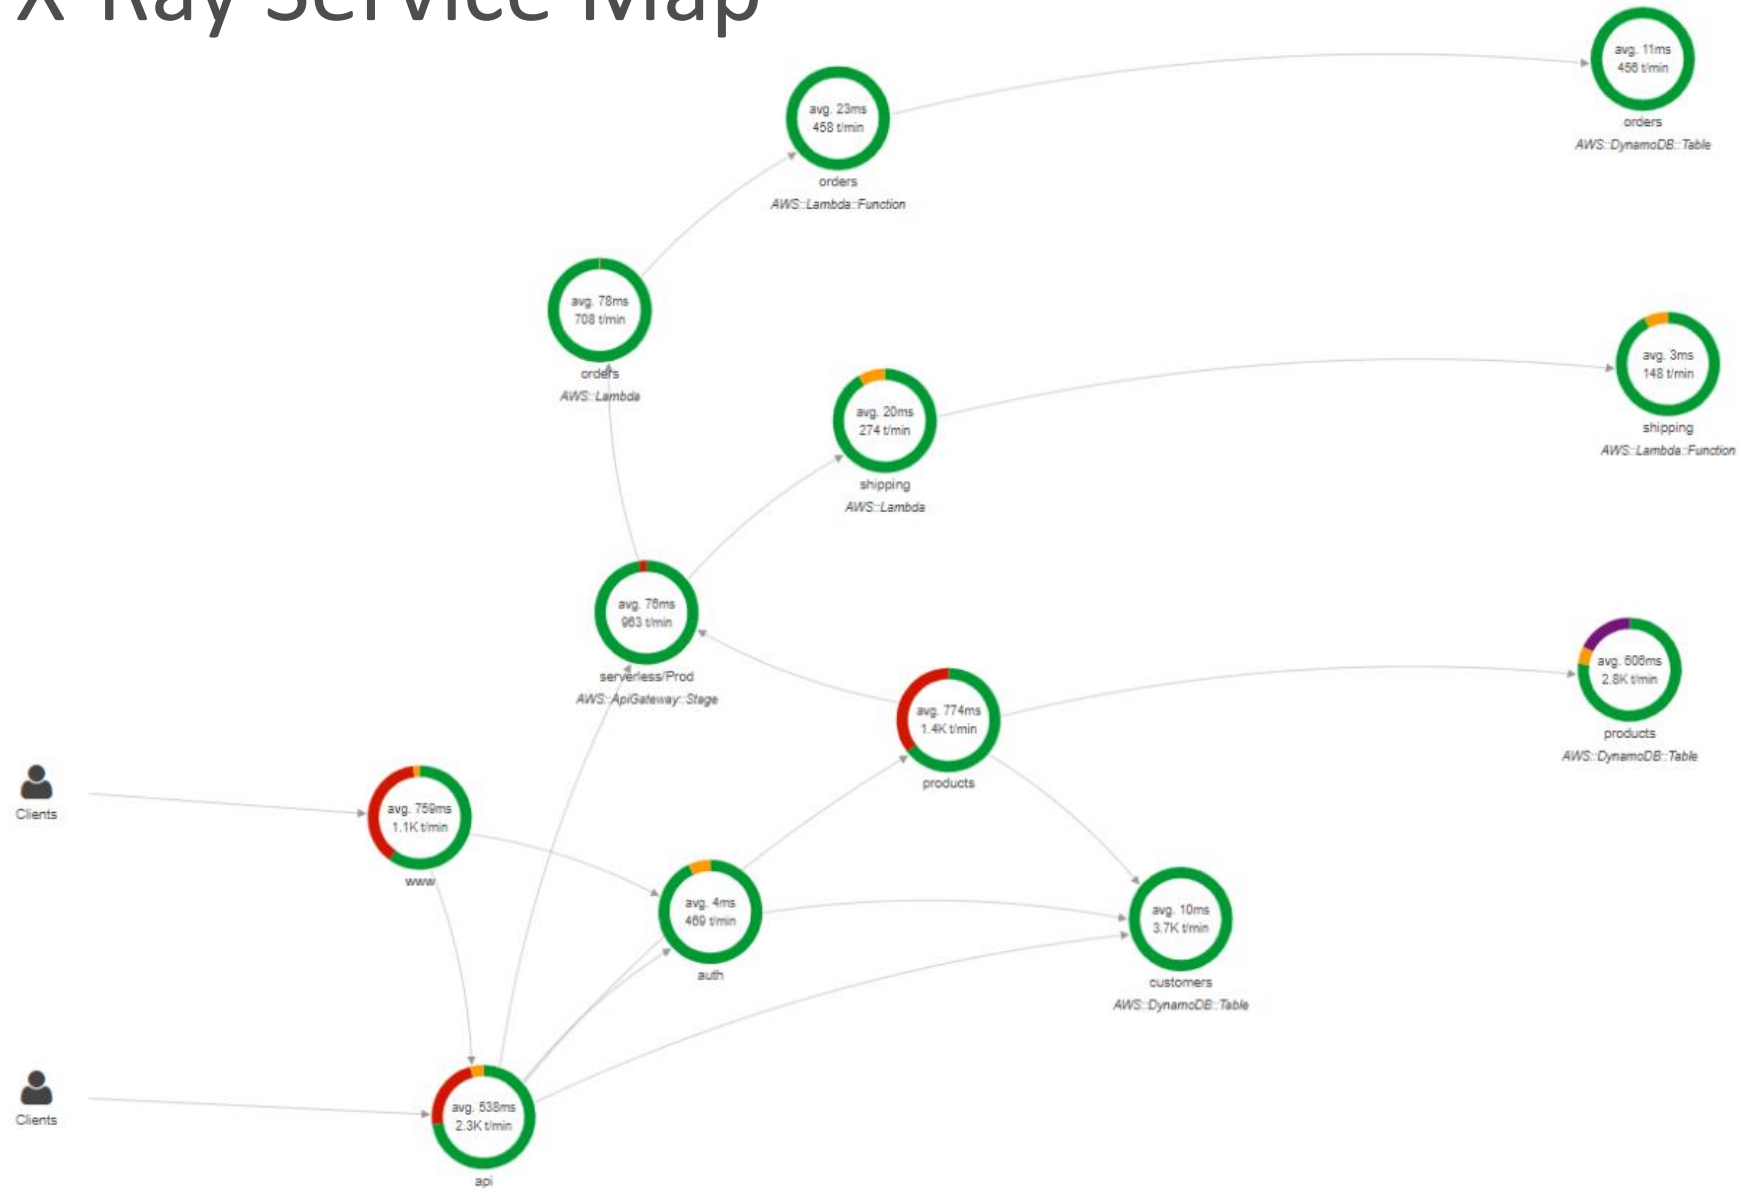 X-Ray Service Map
avg. 11ms
456 t/min
orders
AWS::DynamoDB::Table
avg. 23ms
458 t/min
orders
AWS::Lambda::Function
avg. 78ms
708 t/min
orders
AWS::Lambda
avg. 3ms
148 t/min
shipping
AWS::Lambda::Function
avg. 20ms
274 t/min
shipping
AWS::Lambda
avg. 76ms
963 t/min
serverless/Prod
AWS::ApiGateway::Stage
avg. 606ms
2.8K t/min
products
AWS::DynamoDB::Table
avg. 774ms
1.4K t/min
products
Clients
avg. 759ms
1.1K t/min
www
avg. 4ms
469 t/min
auth
avg. 10ms
3.7K t/min
customers
AWS::DynamoDB::Table
Clients
avg. 538ms
2.3K t/min
api